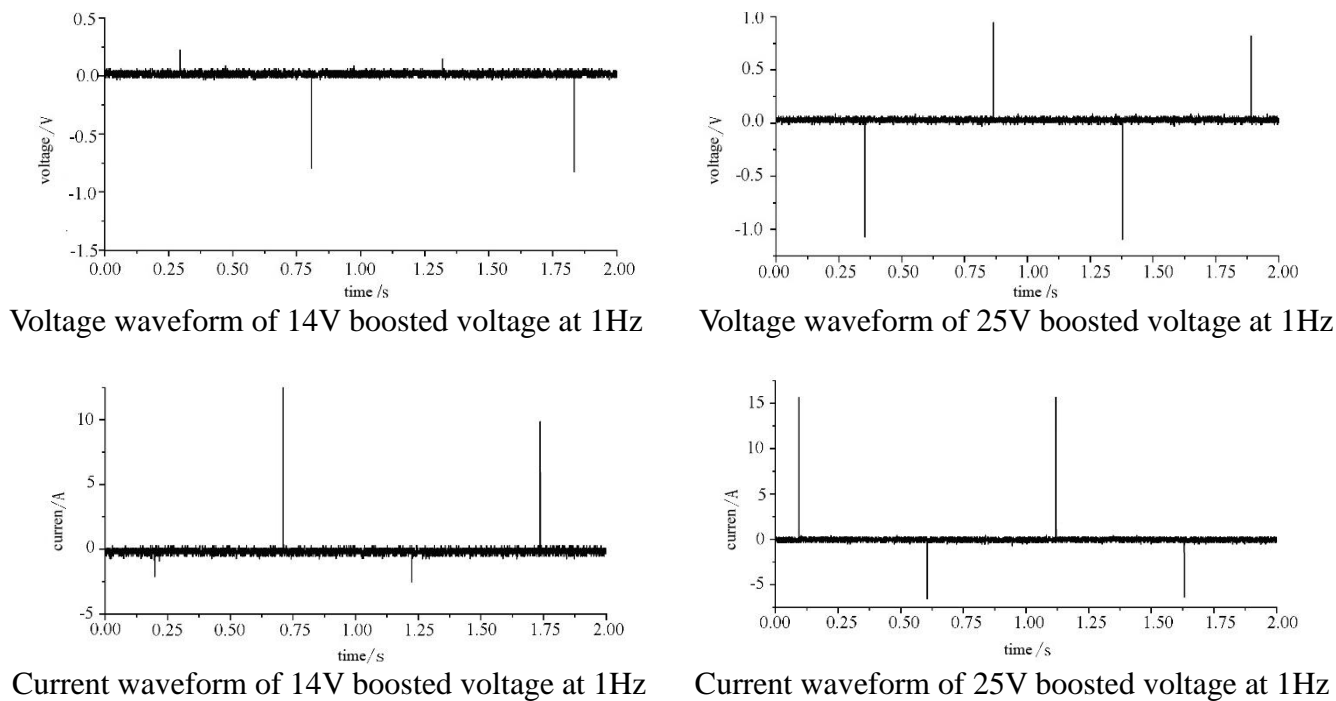 0.5
0.0
-0.5
-1.0
-1.5
voltage/V
0.00 0.25 0.50 0.75 1.00 1.25 1.50 1.75 2.00
time /s
Voltage waveform of 14V boosted voltage at 1Hz
1.0
0.5
0.0
-0.5
-1.0
voltage/V
0.00 0.25 0.50 0.75 1.00 1.25 1.50 1.75 2.00
time /s
Voltage waveform of 25V boosted voltage at 1Hz
10
5
0
-5
curren/A
0.00 0.25 0.50 0.75 1.00 1.25 1.50 1.75 2.00
time/s
Current waveform of 14V boosted voltage at 1Hz
15
10
5
0
-5
curren/A
0.00 0.25 0.50 0.75 1.00 1.25 1.50 1.75 2.00
time /s
Current waveform of 25V boosted voltage at 1Hz